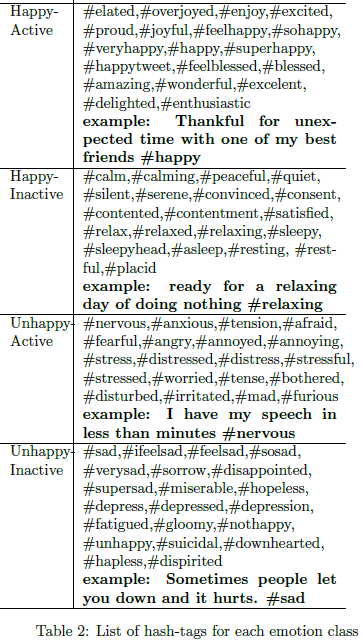 Happy- #elated,#overjoyed,#enjoy,#excited,
Active #proud,#joyful,#feelhappy,#sohappy,
#veryhappy,#happy,#superhappy,
#happytweet,#feelblessed,#blessed,
#amazing,#wonderful,#excelent,
#delighted,#enthusiastic
example: Thankful for unex-
pected time with one of my best
friends #happy
Happy- #calm,#calming,#peaceful,#quiet,
Inactive #silent,#serene,#convinced,#consent,
#contented,#contentment,#satisfied,
#relax,#relaxed,#relaxing,#sleepy,
#sleepyhead,#asleep,#resting, #rest-
ful,#placid
example: ready for a relaxing
day of doing nothing #relaxing
Unhappy- #nervous,#anxious,#tension,#afraid,
Active #fearful,#angry,#annoyed,#annoying,
#stress,#distressed,#distress,#stressful,
#stressed,#worried,#tense,#bothered,
#disturbed,#irritated,#mad,#furious
example: I have my speech in
less than minutes #nervous
Unhappy- #sad,#ifeelsad,#feelsad,#sosad,
Inactive #verysad,#sorrow,#disappointed,
#supersad,#miserable,#hopeless,
#depress,#depressed,#depression,
#fatigued,#gloomy,#nothappy,
#unhappy,#suicidal,#downhearted,
#hapless,#dispirited
example: Sometimes people let
you down and it hurts. #sad
Table 2: List of hash-tags for each emotion class